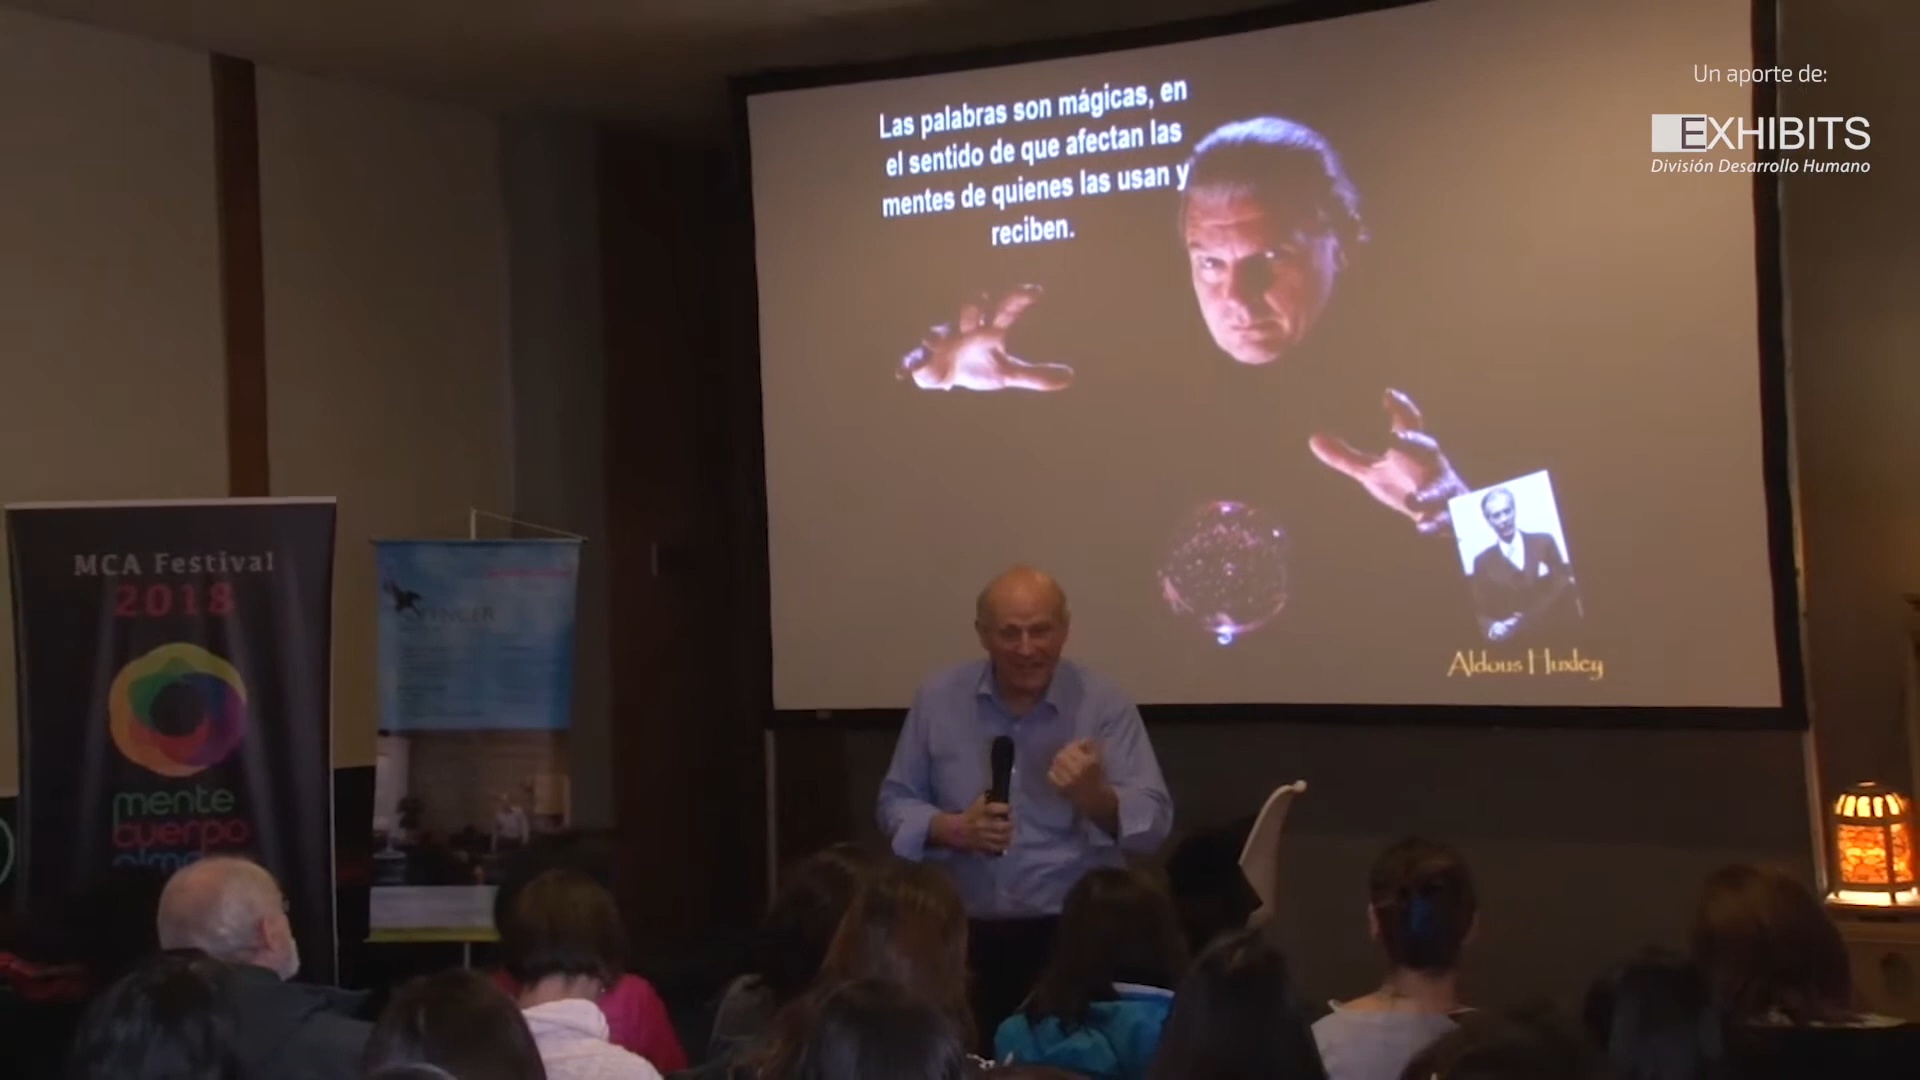 Un aporte de:
EXHIBITS
División Desarrollo Humano
Las palabras son mágicas, en
el sentido de que afectan las
mentes de quienes las usan y
reciben.
Aldous Huxley
MCA Festival
2018
mente
cuerpo
alma